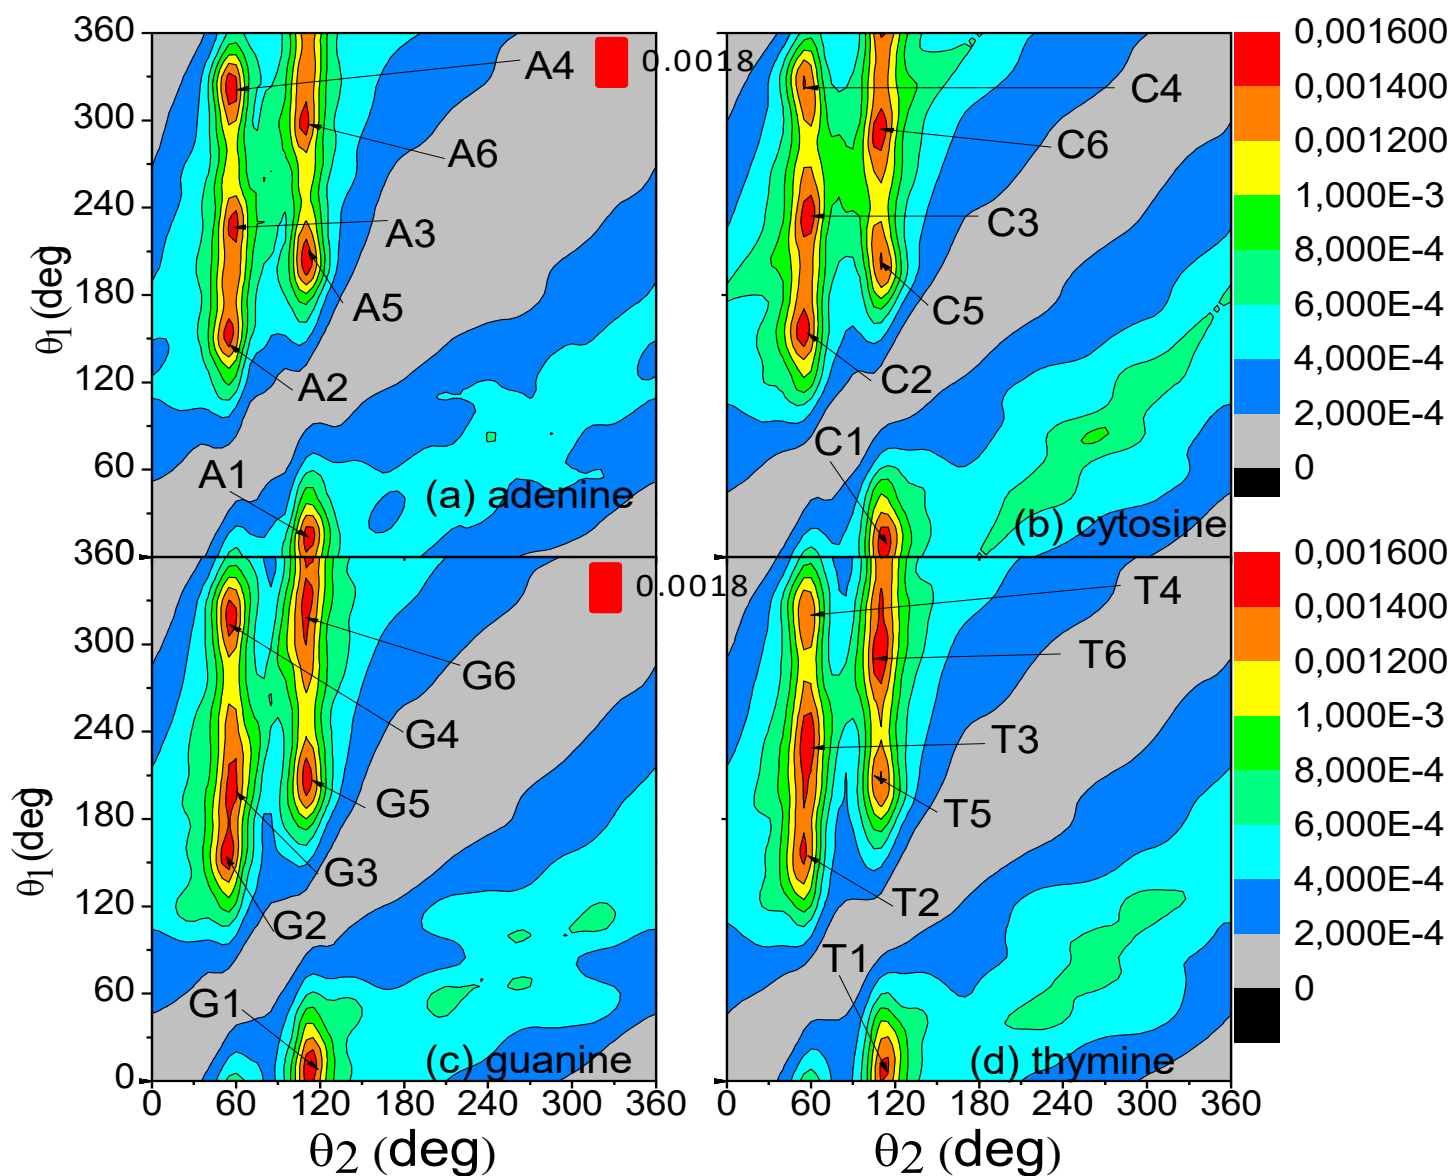 360
300
240
180
120
60
θ1(deg)
A4
0.0018
A6
A3
A5
A2
A1
(a) adenine
C4
C6
C3
C5
C2
C1
(b) cytosine
0,001600
0,001400
0,001200
1,000E-3
8,000E-4
6,000E-4
4,000E-4
2,000E-4
0
360
300
240
180
120
60
0
θ1(deg)
0.0018
G6
G4
G5
G3
G2
G1
(c) guanine
T4
T6
T3
T5
T2
T1
(d) thymine
0,001600
0,001400
0,001200
1,000E-3
8,000E-4
6,000E-4
4,000E-4
2,000E-4
0
0 60 120 180 240 300 360
0 60 120 180 240 300 360
θ2 (deg)
θ2 (deg)